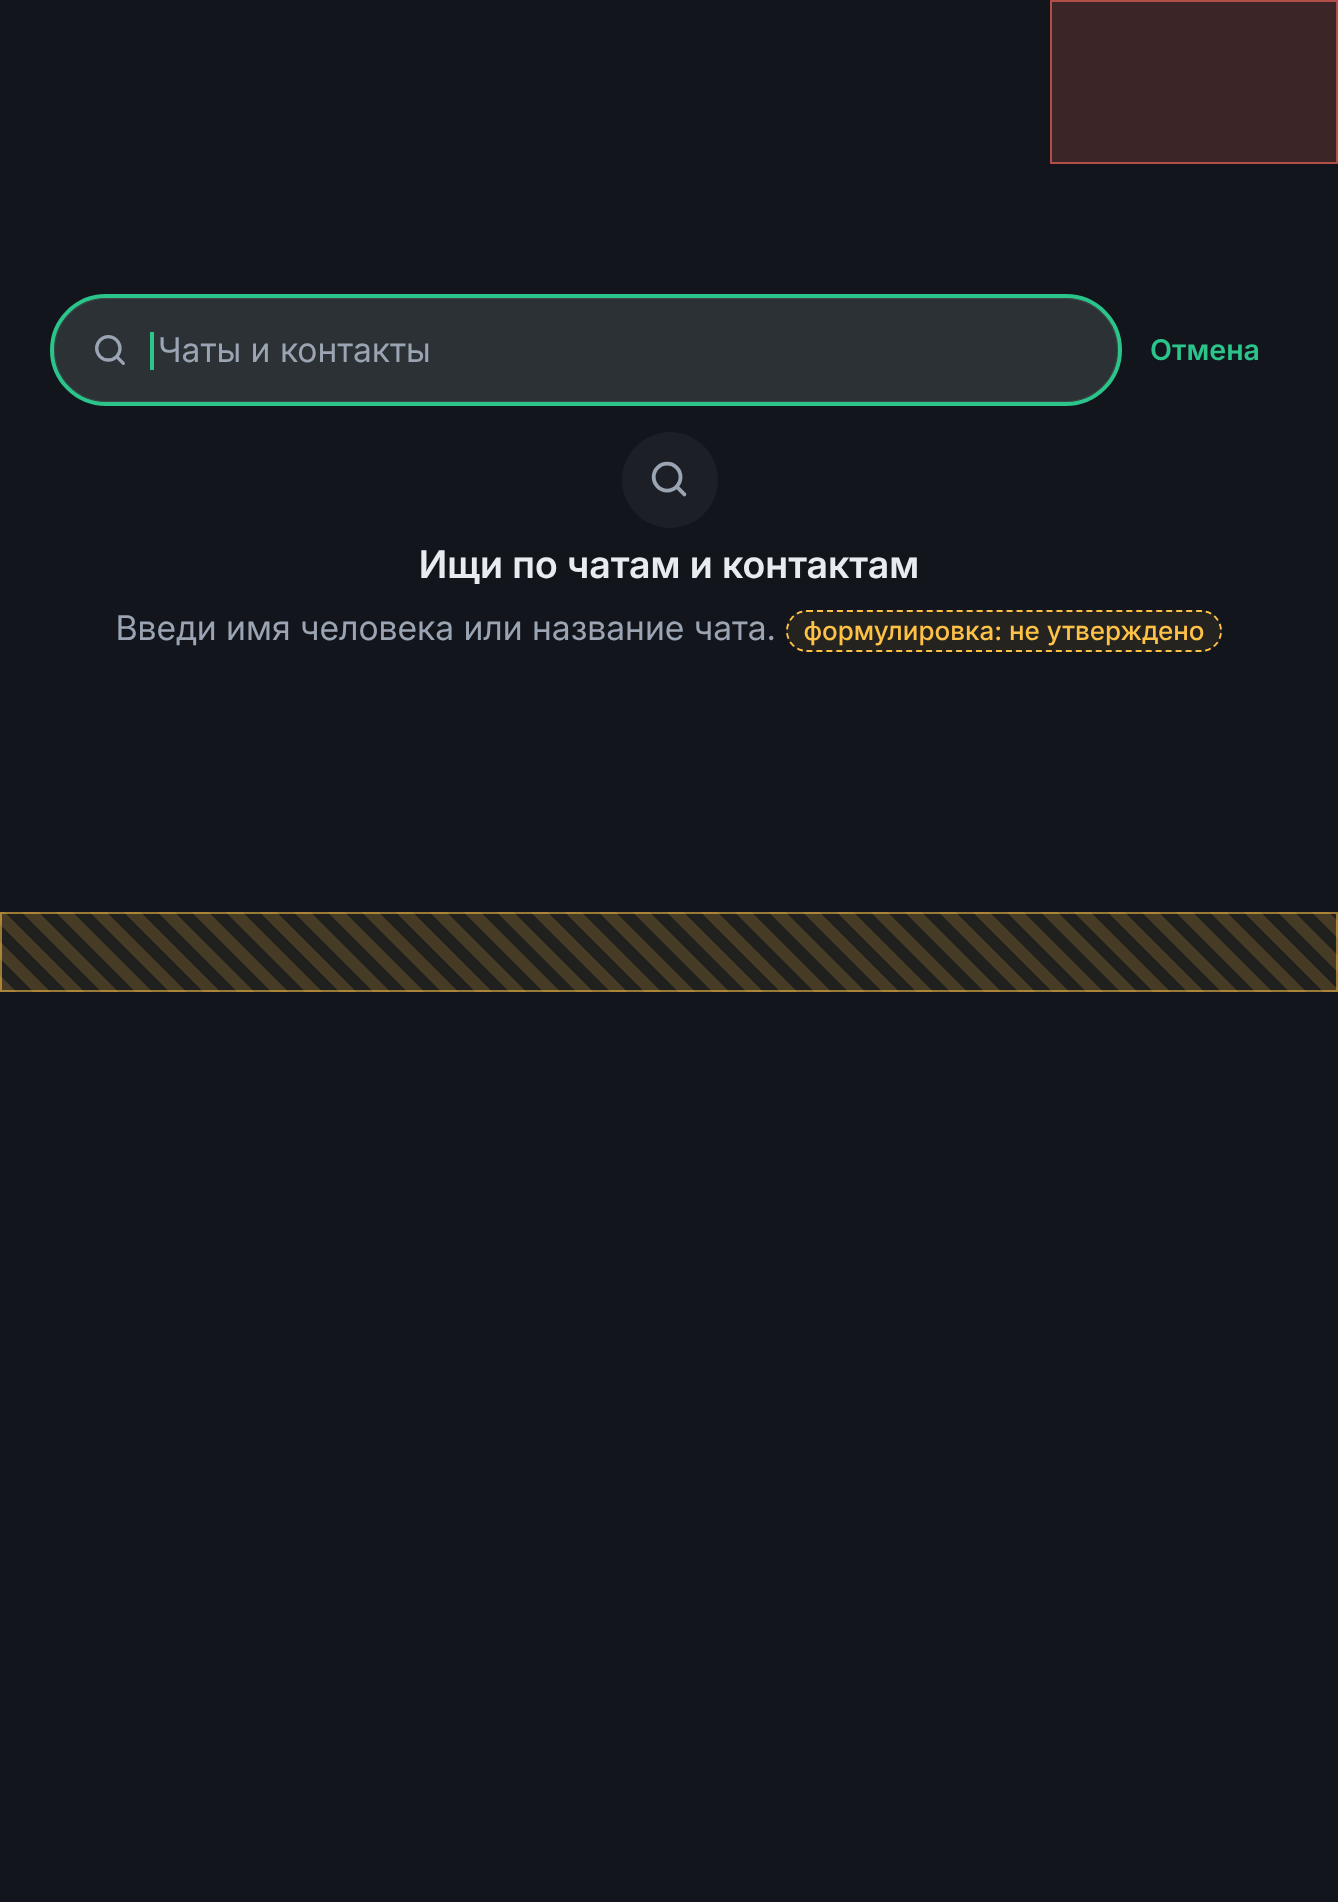 Чаты и контакты Отмена
Ищи по чатам и контактам
Введи имя человека или название чата. формулировка: не утверждено